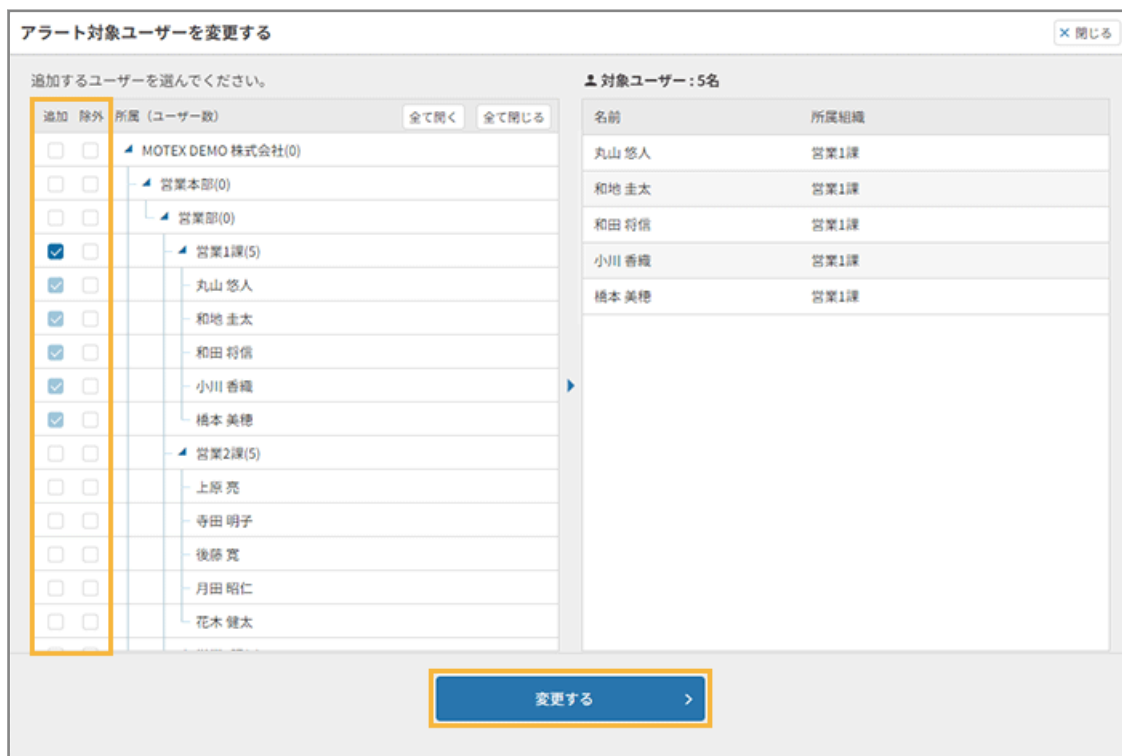 アラート対象ユーザーを変更する
× 閉じる
追加するユーザーを選んでください。
対象ユーザー : 5名
追加 除外 所属（ユーザー数） 全て開く 全て閉じる
名前 所属組織
MOTEX DEMO 株式会社(0)
営業本部(0)
営業部(0)
営業1課(5)
丸山 悠人
和地 圭太
和田 将信
小川 香織
橋本 美穂
営業2課(5)
上原 亮
寺田 明子
後藤 寛
月田 昭仁
花木 健太
丸山 悠人 営業1課
和地 圭太 営業1課
和田 将信 営業1課
小川 香織 営業1課
橋本 美穂 営業1課
変更する